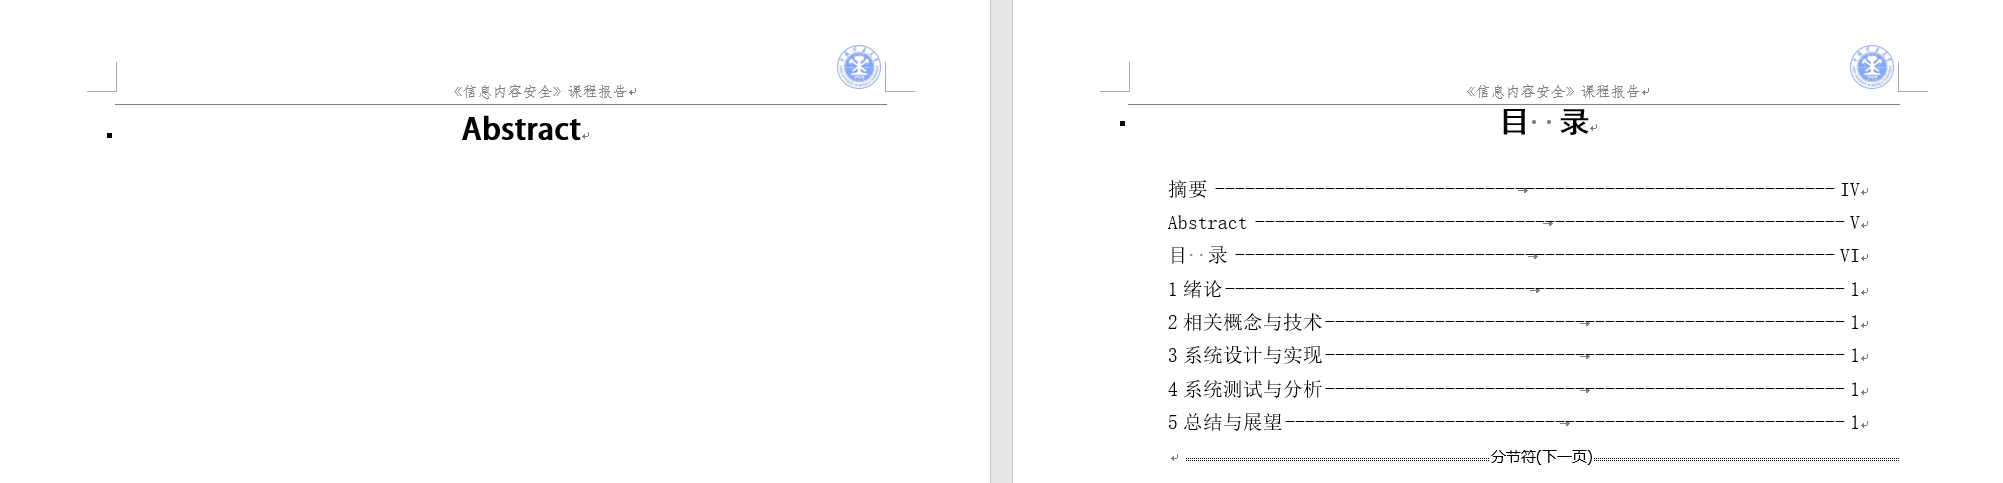 《信息内容安全》课程报告
Abstract
《信息内容安全》课程报告
目 录
摘要 IV
Abstract V
目 录 VI
1 绪论 1
2 相关概念与技术 1
3 系统设计与实现 1
4 系统测试与分析 1
5 总结与展望 1
分节符(下一页)